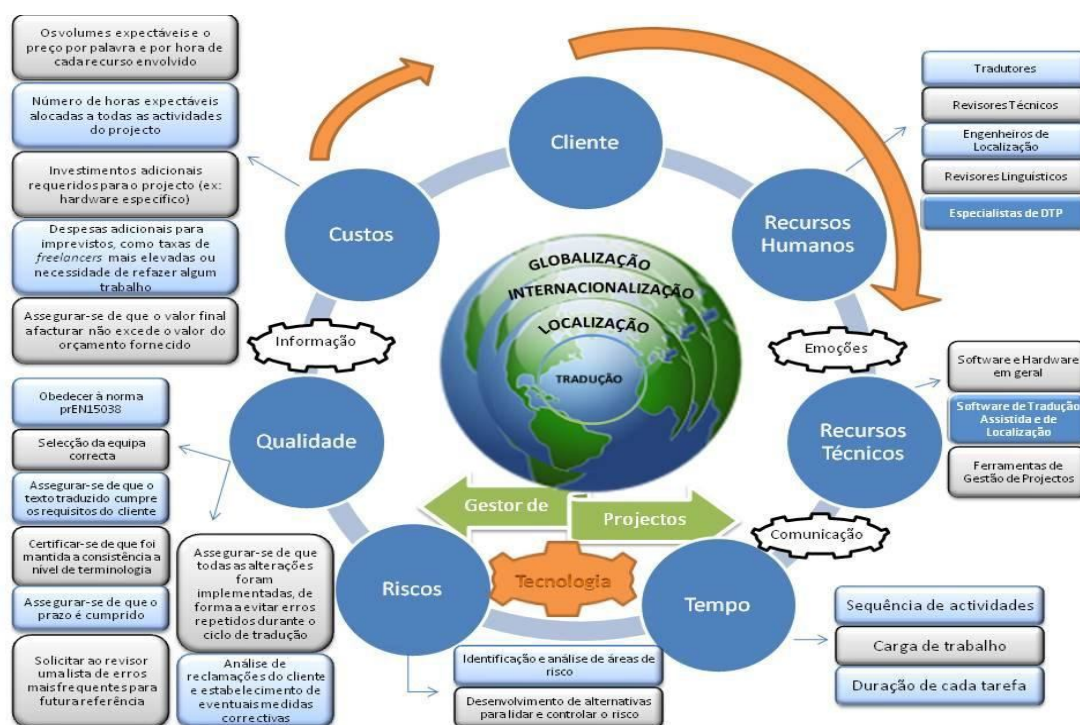 Os volumes expectáveis e o
preço por palavra e por hora de
cada recurso envolvido
Número de horas expectáveis
alocadas a todas as actividades
do projecto
Investimentos adicionais
requeridos para o projecto (ex:
hardware específico)
Despesas adicionais para
imprevistos, como taxas de
freelancers mais elevadas ou
necessidade de refazer algum
trabalho
Assegurar-se de que o valor final
a facturar não excede o valor do
orçamento fornecido
Custos
Cliente
Recursos
Humanos
Tradutores
Revisores Técnicos
Engenheiros de
Localização
Revisores Linguísticos
Especialistas de DTP
GLOBALIZAÇÃO
INTERNACIONALIZAÇÃO
LOCALIZAÇÃO
TRADUÇÃO
Informação
Emoções
Qualidade
Obedecer à norma
prEN15038
Selecção da equipa
correcta
Assegurar-se de que o
texto traduzido cumpre
os requisitos do cliente
Certificar-se de que foi
mantida a consistência a
nível de terminologia
Assegurar-se de que o
prazo é cumprido
Solicitar ao revisor
uma lista de erros
mais frequentes para
futura referência
Assegurar-se de que
todas as alterações
foram
implementadas, de
forma a evitar erros
repetidos durante o
ciclo de tradução
Análise de
reclamações do cliente
e estabelecimento de
eventuais medidas
correctivas
Recursos
Técnicos
Software e Hardware
em geral
Software de Tradução
Assistida e de
Localização
Ferramentas de
Gestão de Projectos
Gestor de
Projectos
Comunicação
Tecnologia
Riscos
Identificação e análise de áreas de
risco
Desenvolvimento de alternativas
para lidar e controlar o risco
Tempo
Sequência de actividades
Carga de trabalho
Duração de cada tarefa